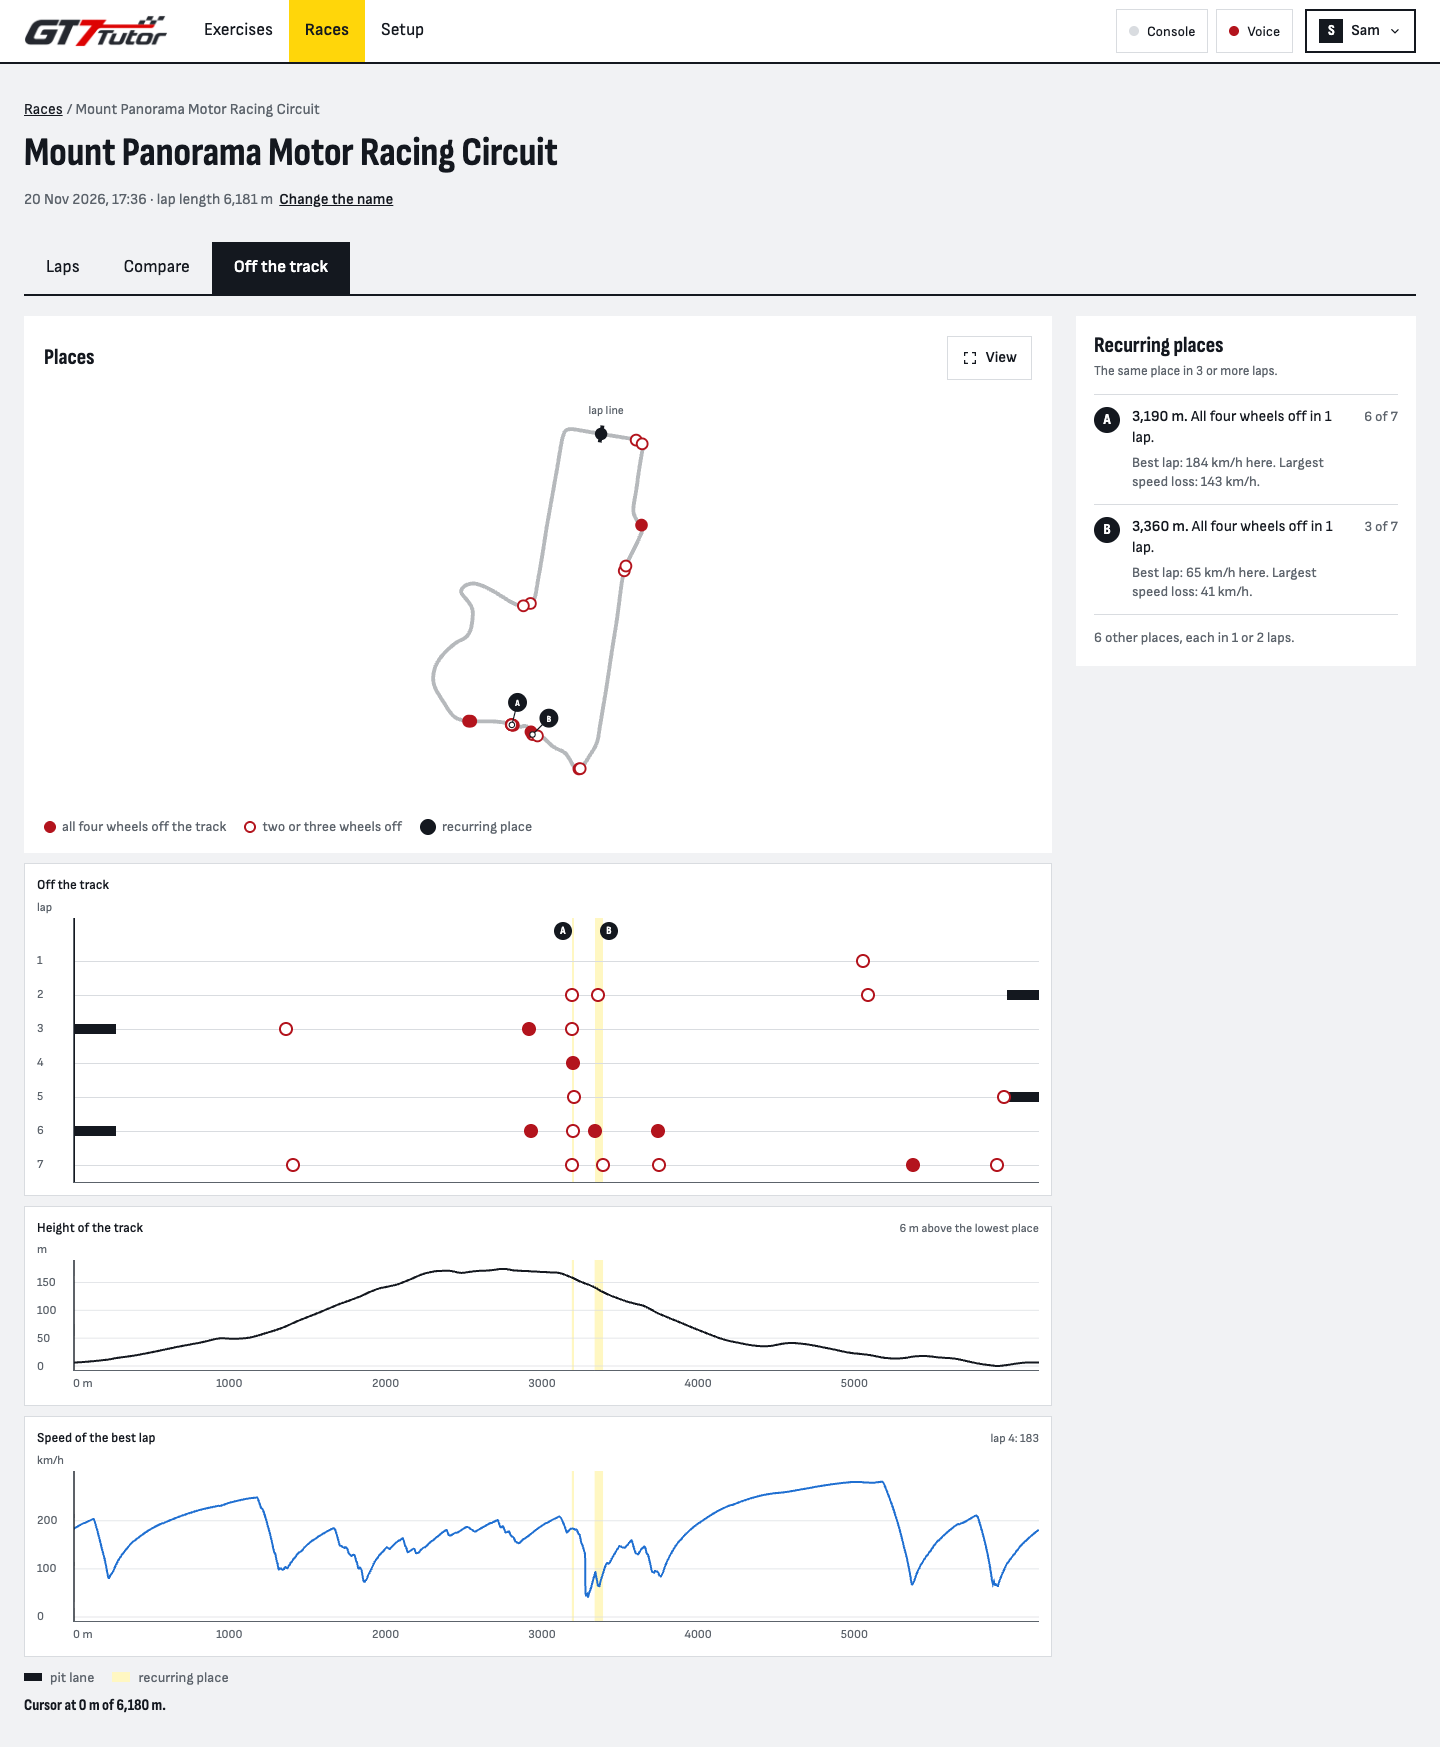 GT7Tutor
Exercises
Races
Setup
Console
Voice
S
Sam
Races / Mount Panorama Motor Racing Circuit
Mount Panorama Motor Racing Circuit
20 Nov 2026, 17:36 · lap length 6,181 m Change the name
Laps
Compare
Off the track
Places
View
lap line
A
B
all four wheels off the track
two or three wheels off
recurring place
Recurring places
The same place in 3 or more laps.
A
3,190 m. All four wheels off in 1
lap.
6 of 7
Best lap: 184 km/h here. Largest
speed loss: 143 km/h.
B
3,360 m. All four wheels off in 1
lap.
3 of 7
Best lap: 65 km/h here. Largest
speed loss: 41 km/h.
6 other places, each in 1 or 2 laps.
Off the track
lap
A
B
1
2
3
4
5
6
7
Height of the track
6 m above the lowest place
m
150
100
50
0
0 m
1000
2000
3000
4000
5000
Speed of the best lap
lap 4: 183
km/h
200
100
0
0 m
1000
2000
3000
4000
5000
pit lane
recurring place
Cursor at 0 m of 6,180 m.